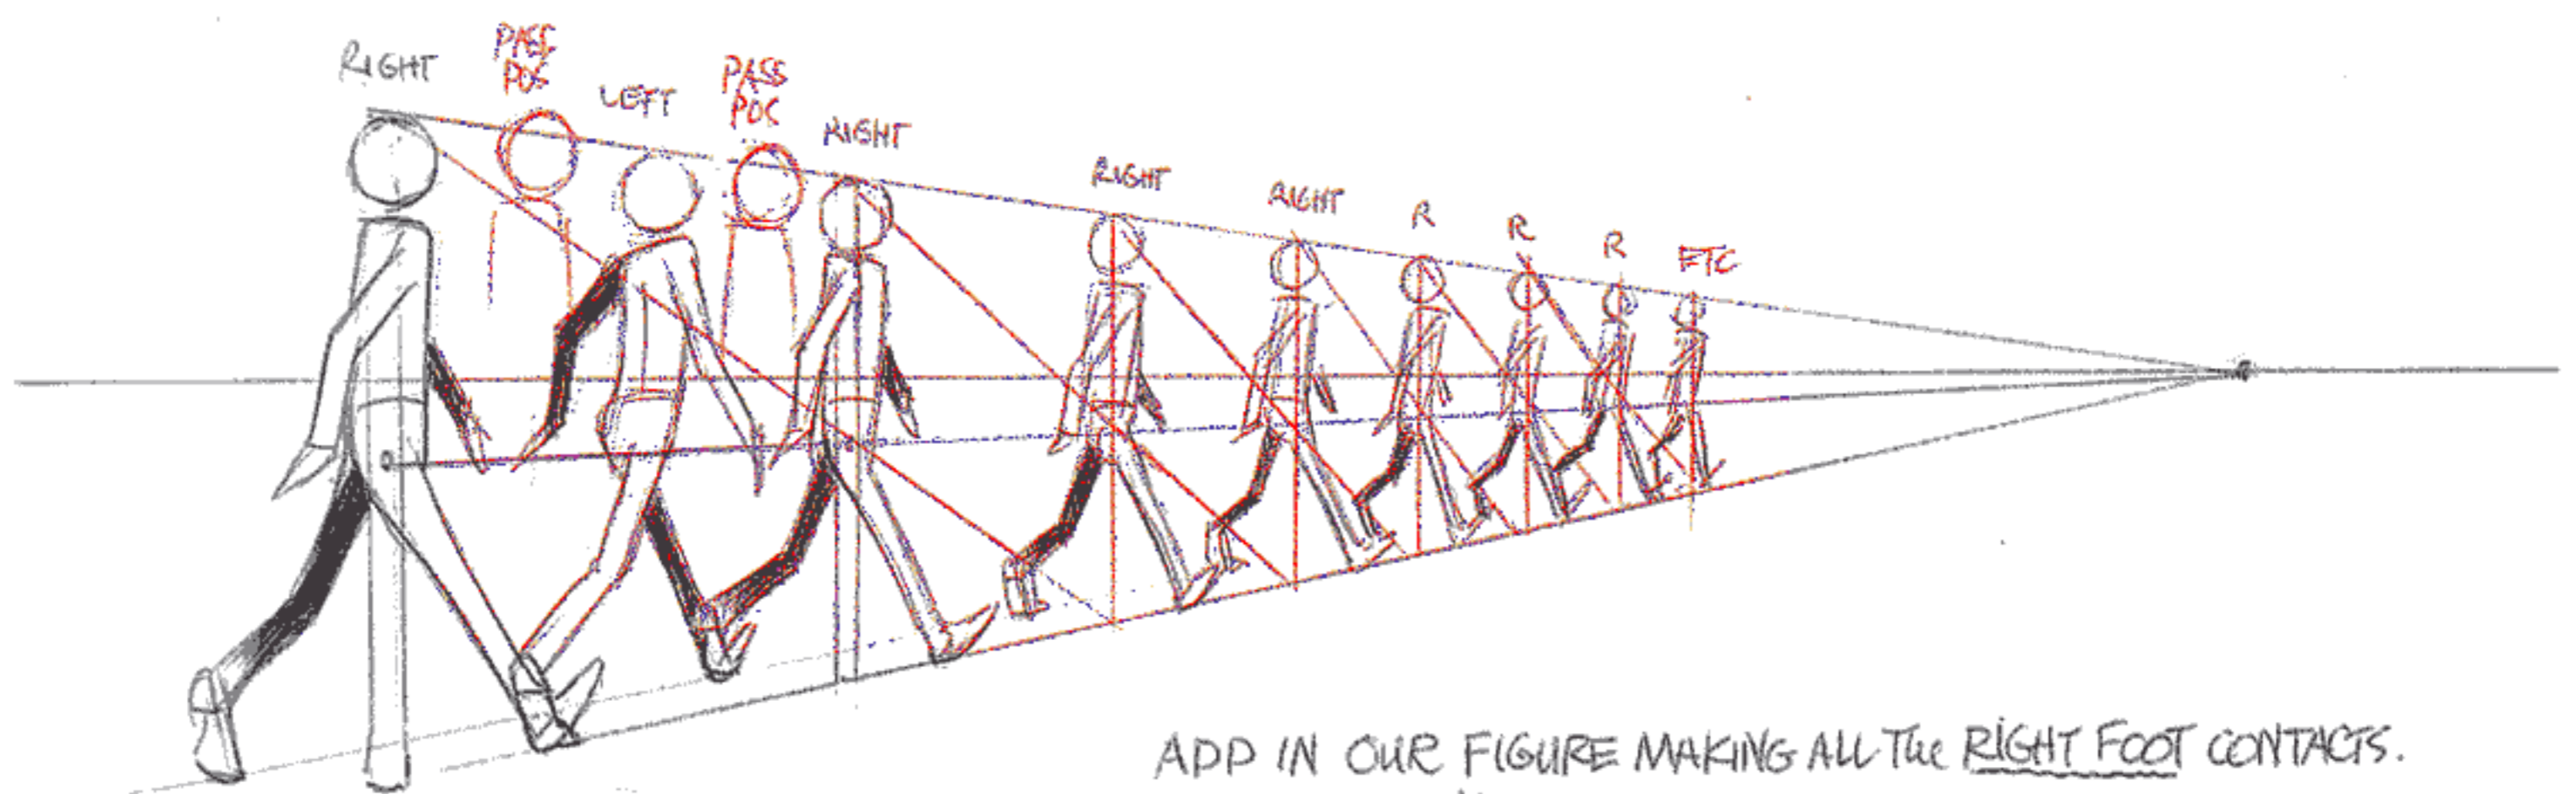 RIGHT
PASS
POS
LEFT
PASS
POS
RIGHT
RIGHT
RIGHT
R
R
R
ETC
ADD IN OUR FIGURE MAKING ALL THE RIGHT FOOT CONTACTS.